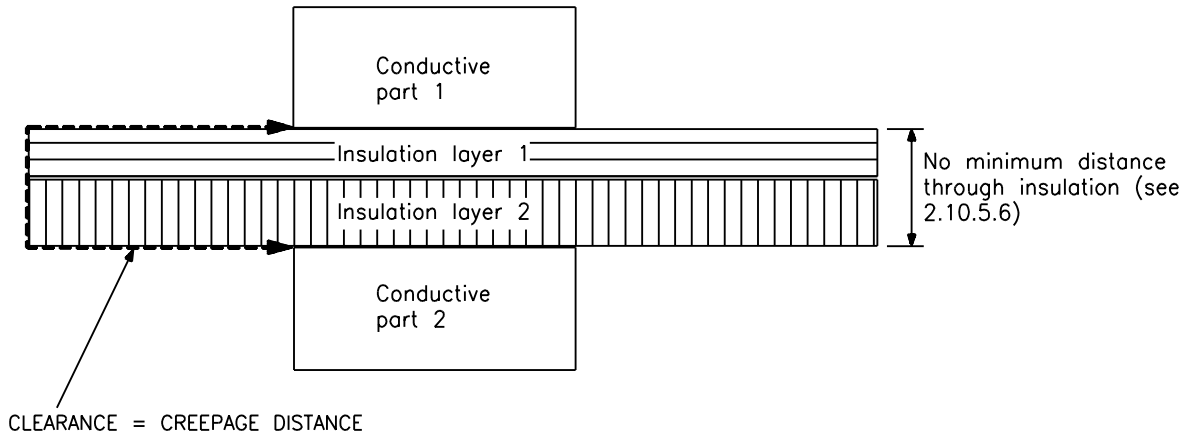 Conductive
part 1
Insulation layer 1
No minimum distance
through insulation (see
2.10.5.6)
Insulation layer 2
Conductive
part 2
CLEARANCE = CREEPAGE DISTANCE